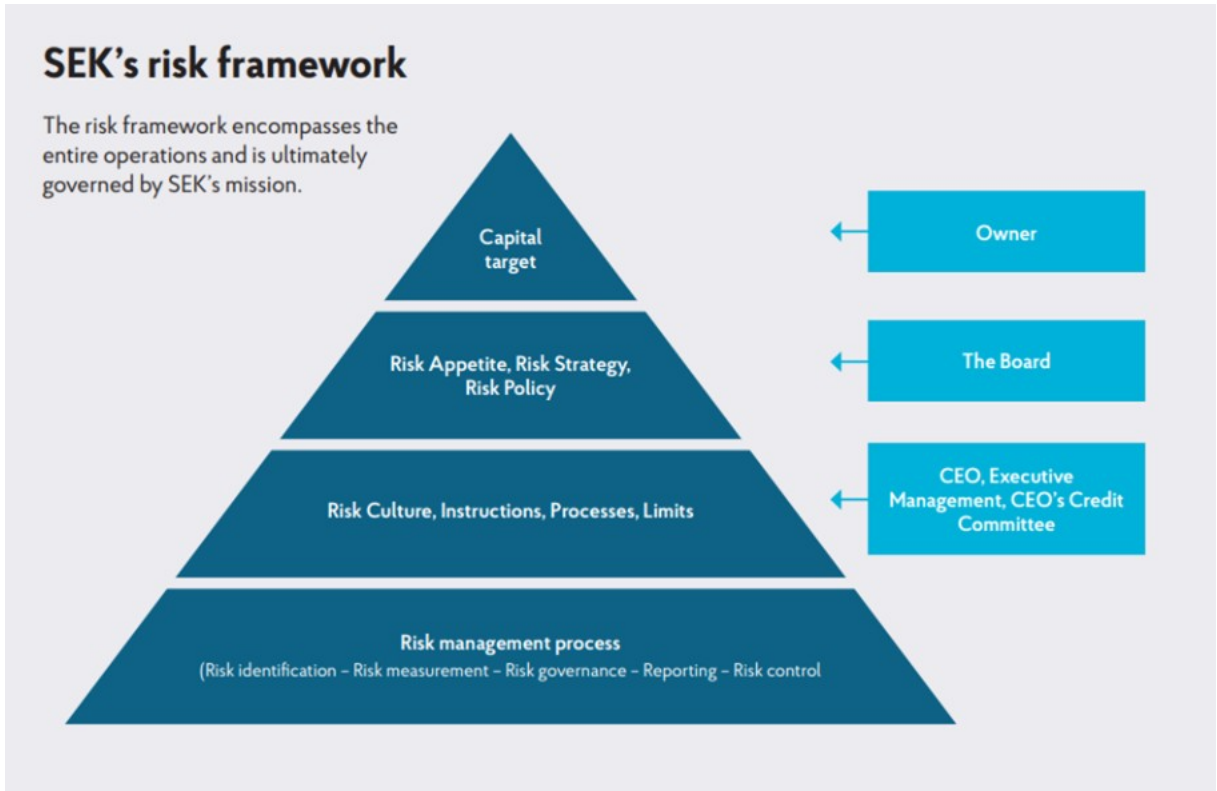 SEK’s risk framework
The risk framework encompasses the
entire operations and is ultimately
governed by SEK’s mission.
Capital
target
Owner
Risk Appetite, Risk Strategy,
Risk Policy
The Board
Risk Culture, Instructions, Processes, Limits
CEO, Executive
Management, CEO’s Credit
Committee
Risk management process
(Risk identification – Risk measurement – Risk governance – Reporting – Risk control